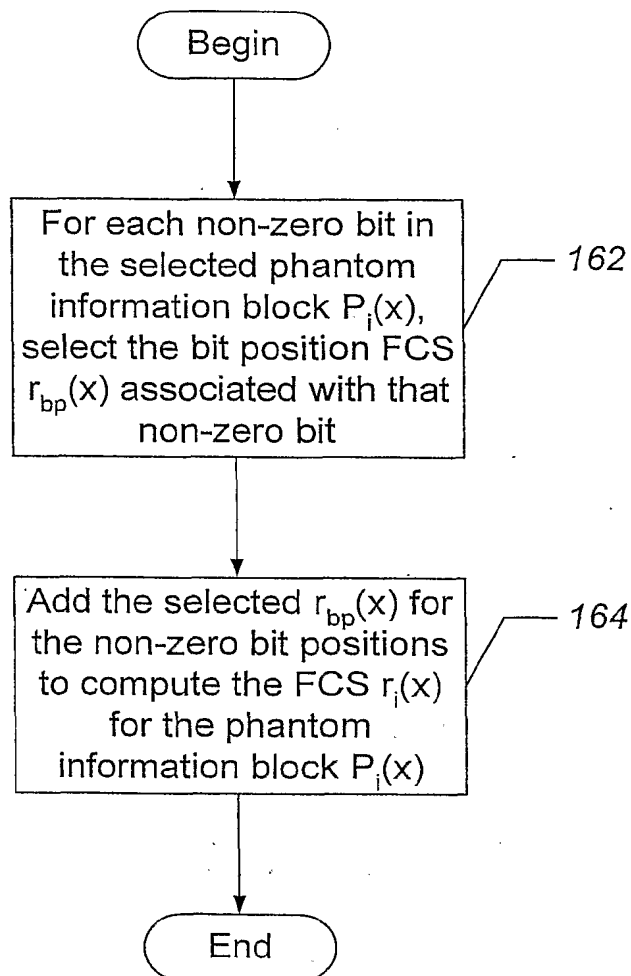 Begin
For each non-zero bit in
the selected phantom
information block P_i(x),
select the bit position FCS
r_bp(x) associated with that
non-zero bit
162
Add the selected r_bp(x) for
the non-zero bit positions
to compute the FCS r_i(x)
for the phantom
information block P_i(x)
164
End